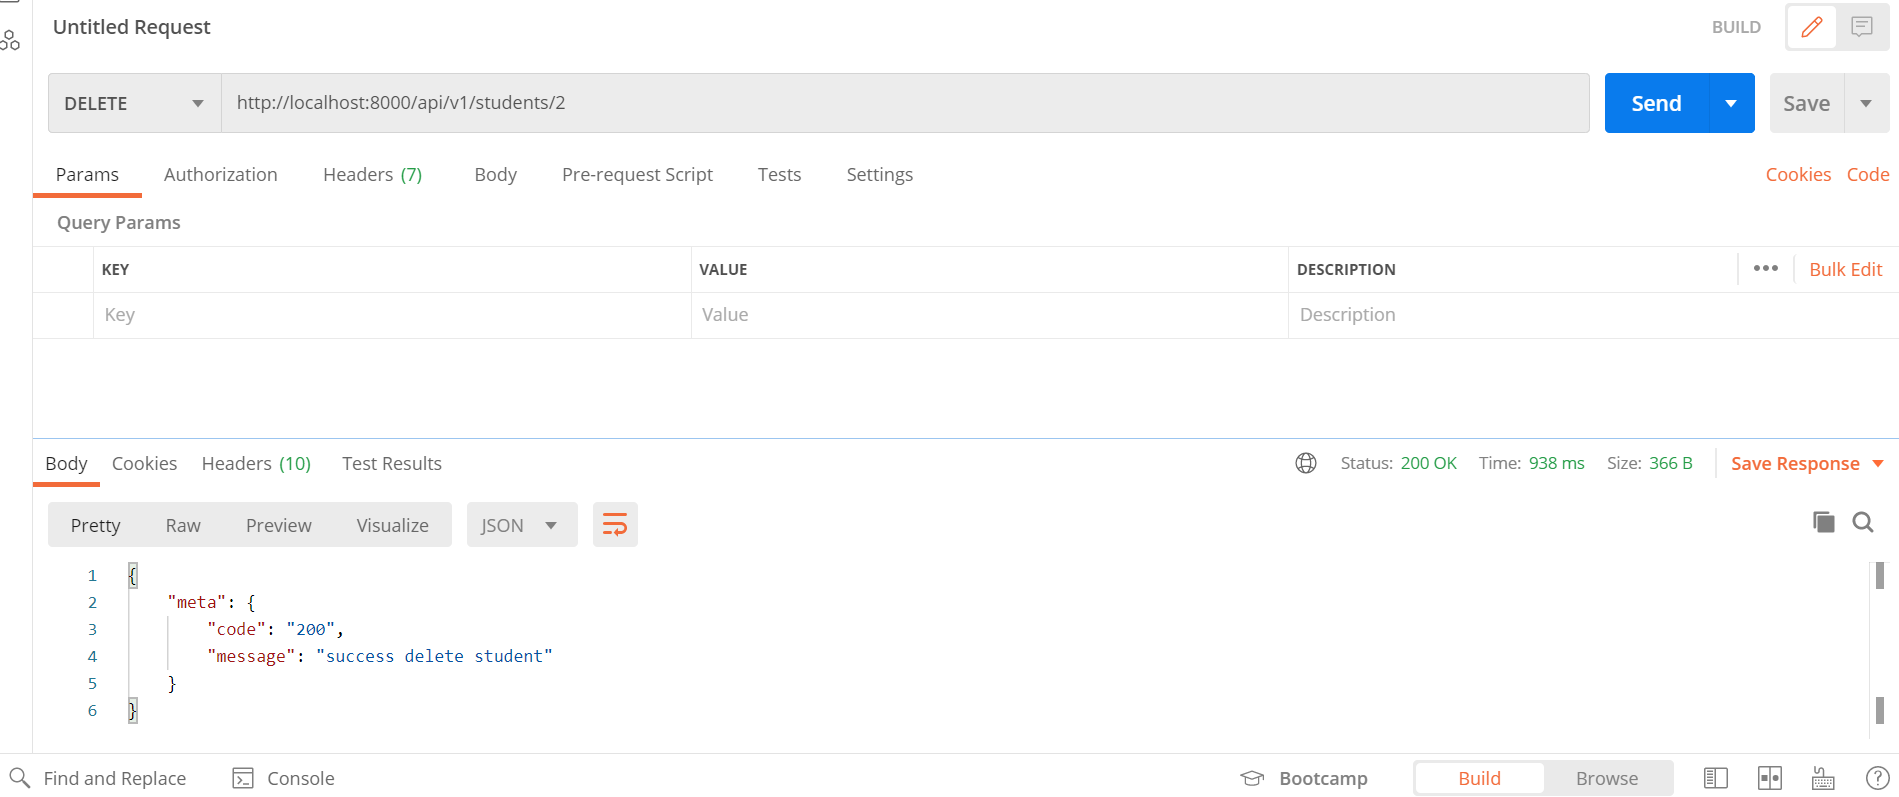 Untitled Request
BUILD
DELETE
http://localhost:8000/api/v1/students/2
Send
Save
Params Authorization Headers (7) Body Pre-request Script Tests Settings Cookies Code
Query Params
KEY VALUE DESCRIPTION ••• Bulk Edit
Key Value Description
Body Cookies Headers (10) Test Results Status: 200 OK Time: 938 ms Size: 366 B Save Response
Pretty Raw Preview Visualize JSON
1 {
2 "meta": {
3 "code": "200",
4 "message": "success delete student"
5 }
6 }
Find and Replace Console Bootcamp Build Browse